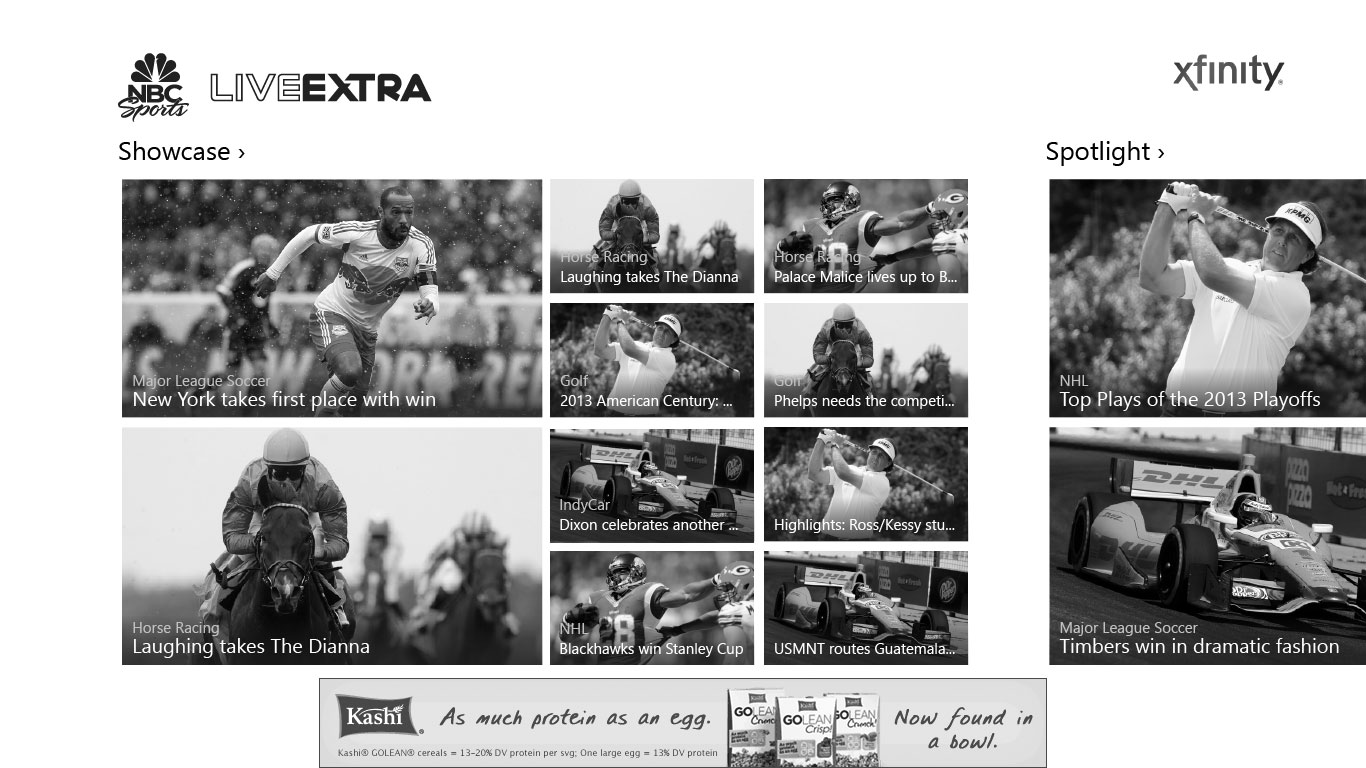 NBC
Sports
LIVEEXTRA
xfinity
Showcase ›
Spotlight ›
Major League Soccer
New York takes first place with win
Horse Racing
Laughing takes The Dianna
Horse Racing
Palace Malice lives up to B...
Golf
2013 American Century: ...
Golf
Phelps needs the competi...
NHL
Top Plays of the 2013 Playoffs
KPMG
Horse Racing
Laughing takes The Dianna
DHL
IndyCar
Dixon celebrates another ...
Highlights: Ross/Kessy stu...
NHL
Blackhawks win Stanley Cup
DHL
USMNT routes Guatemala...
DHL
Major League Soccer
Timbers win in dramatic fashion
Kashi®
As much protein as an egg.
Kashi® GOLEAN® cereals = 13-20% DV protein per svg; One large egg = 13% DV protein
GOLEAN
Crunch!
GOLEAN
Crisp!
Now found in
a bowl.